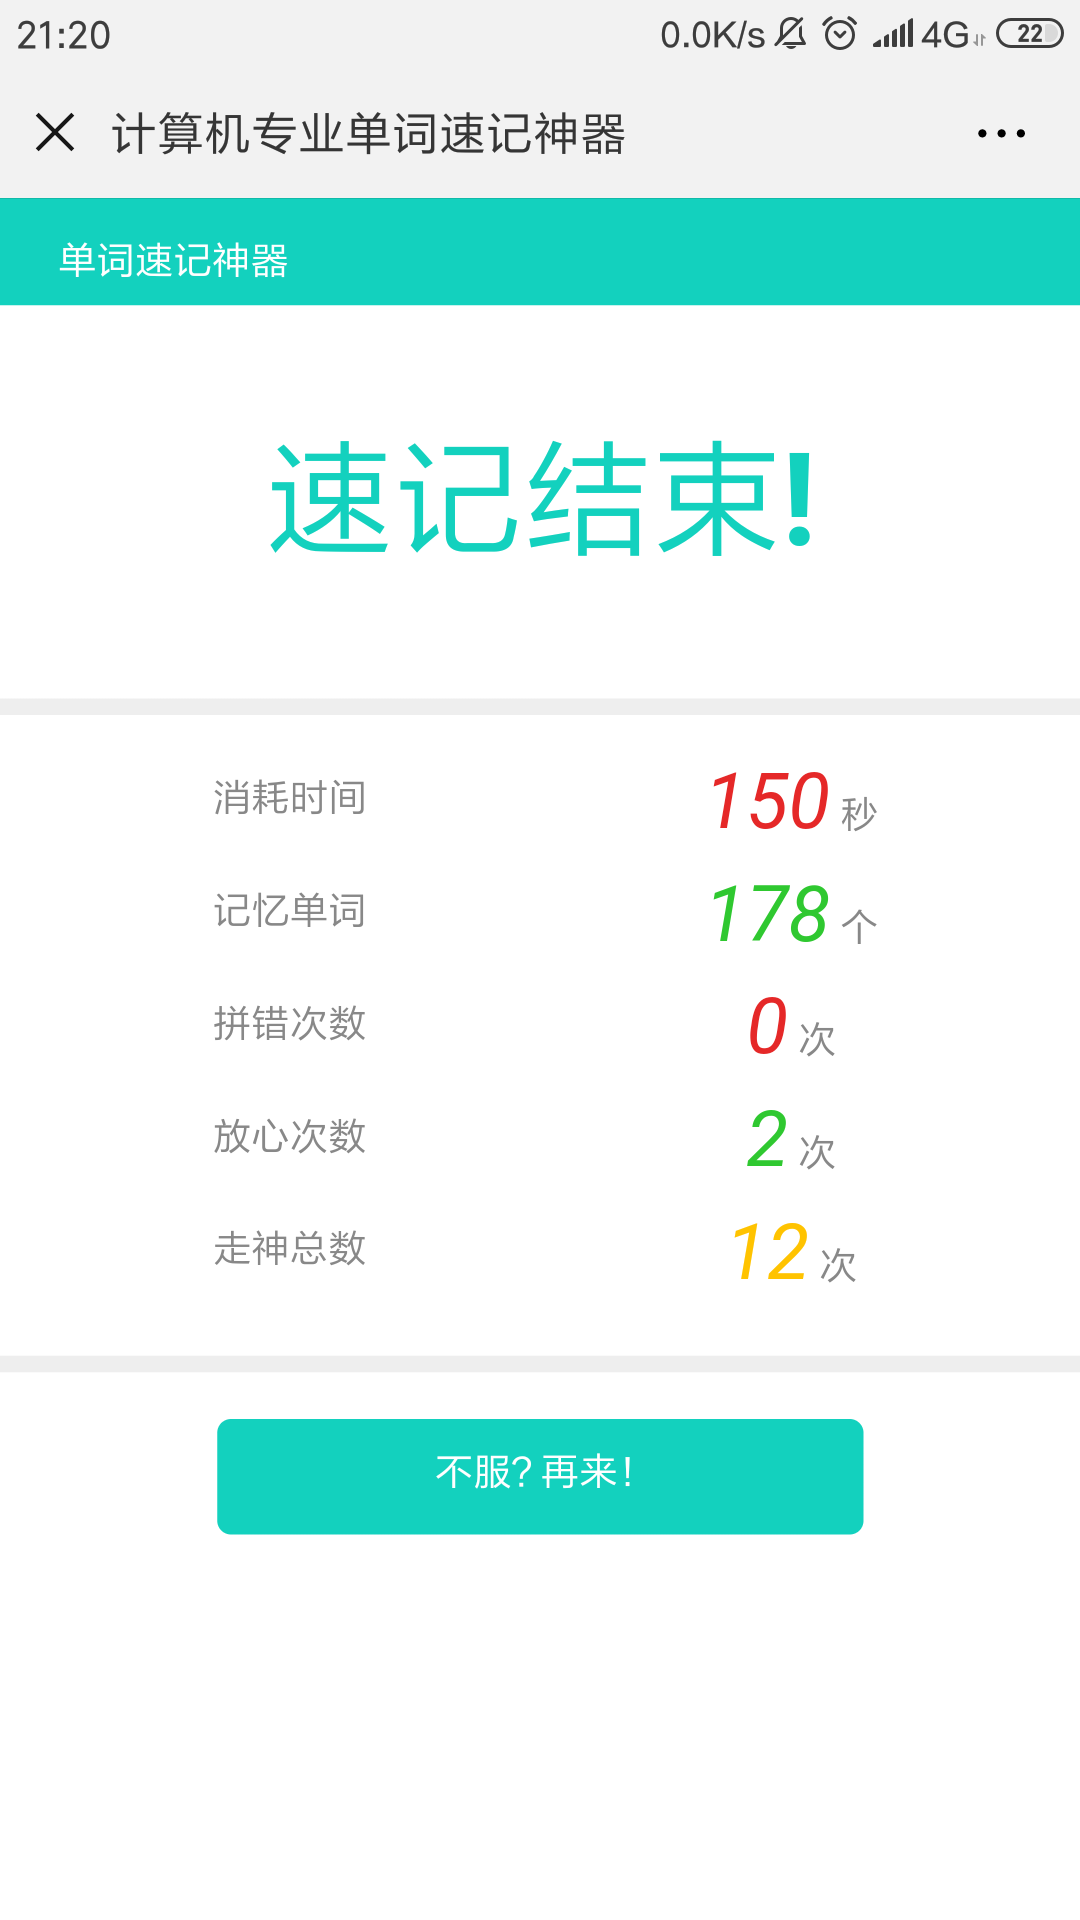 21:20 0.0K/s 4G 22
计算机专业单词速记神器
单词速记神器
速记结束!
消耗时间 150 秒
记忆单词 178 个
拼错次数 0 次
放心次数 2 次
走神总数 12 次
不服? 再来!